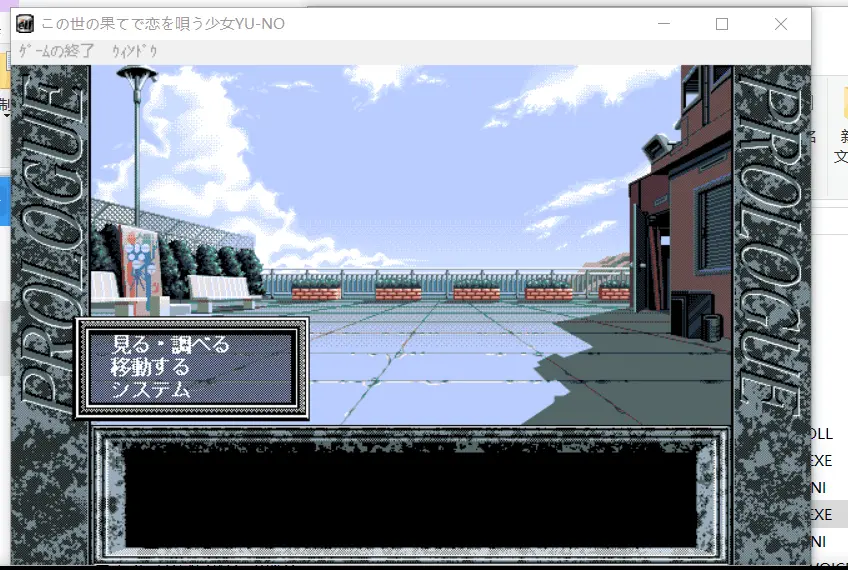 elf この世の果てで恋を唄う少女YU-NO
ｹﾞｰﾑの終了 ｳｨﾝﾄﾞｳ
PROLOGUE
PROLOGUE
見る・調べる
移動する
システム
制
名
新
文
OLL
EXE
NI
EXE
NI